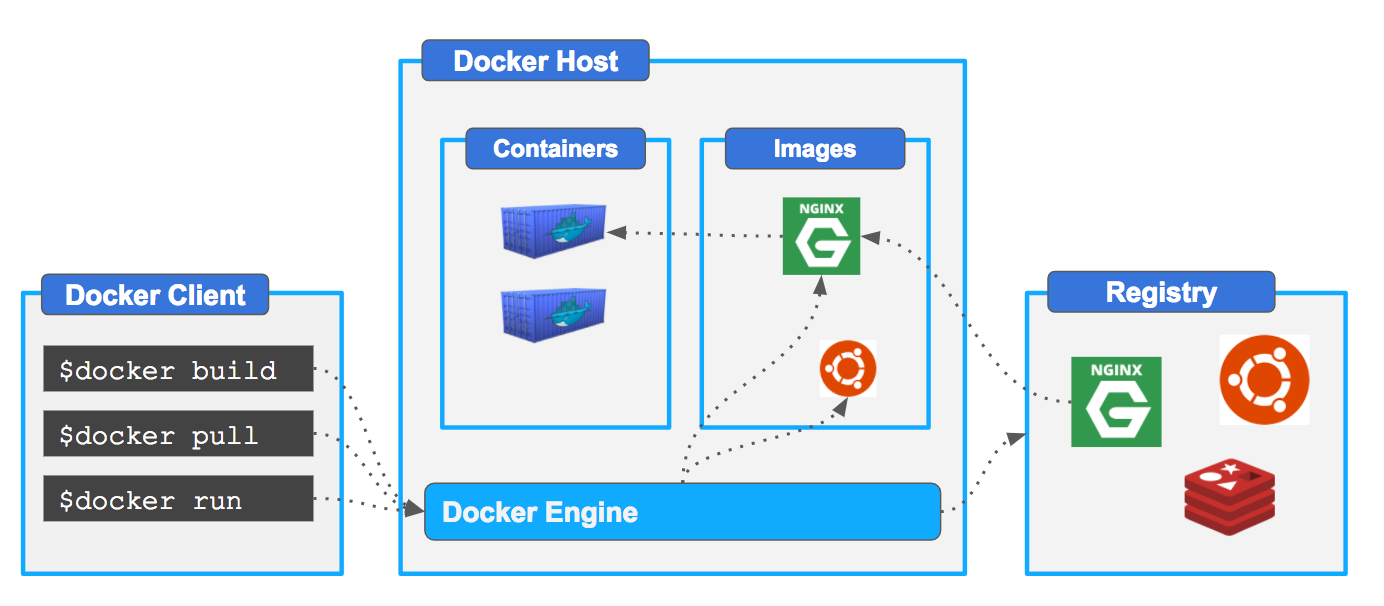 Docker Host
Containers
Images
NGINX
Docker Client
$docker build
$docker pull
$docker run
Docker Engine
Registry
NGINX